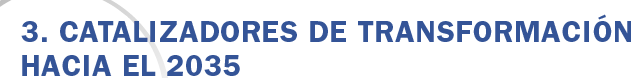 3. CATALIZADORES DE TRANSFORMACIÓN
HACIA EL 2035